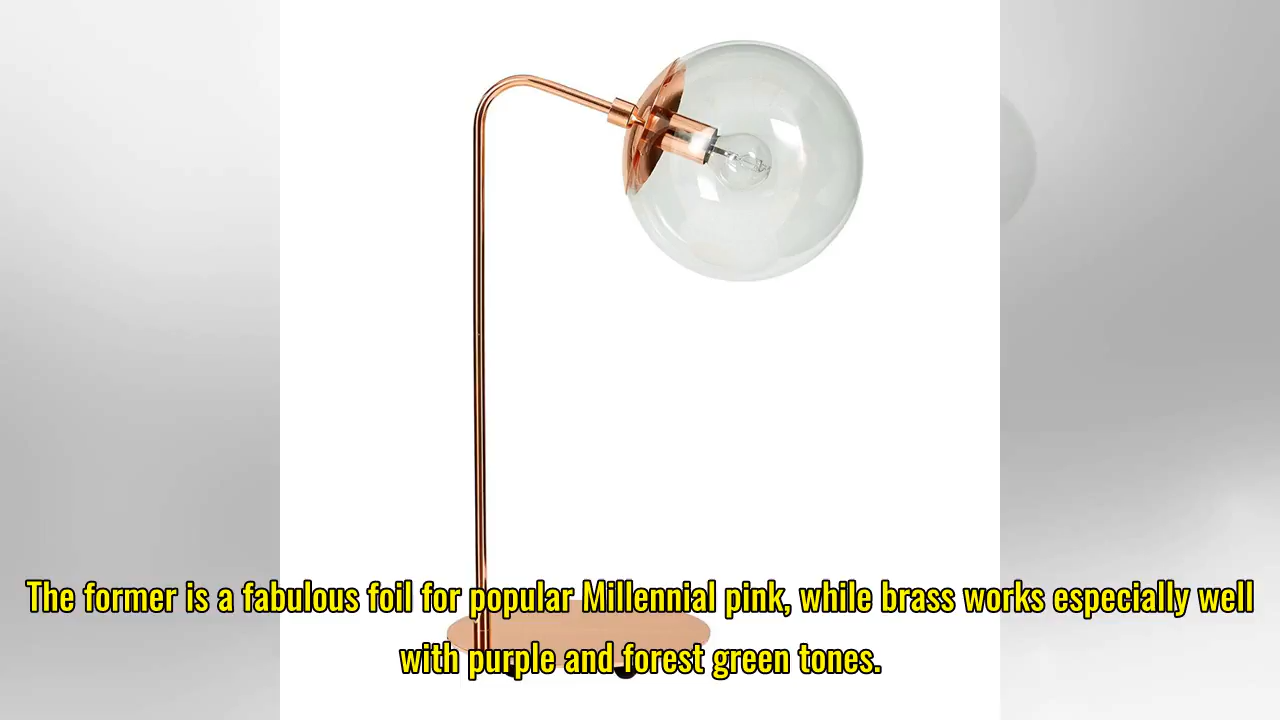 The former is a fabulous foil for popular Millennial pink, while brass works especially well
with purple and forest green tones.